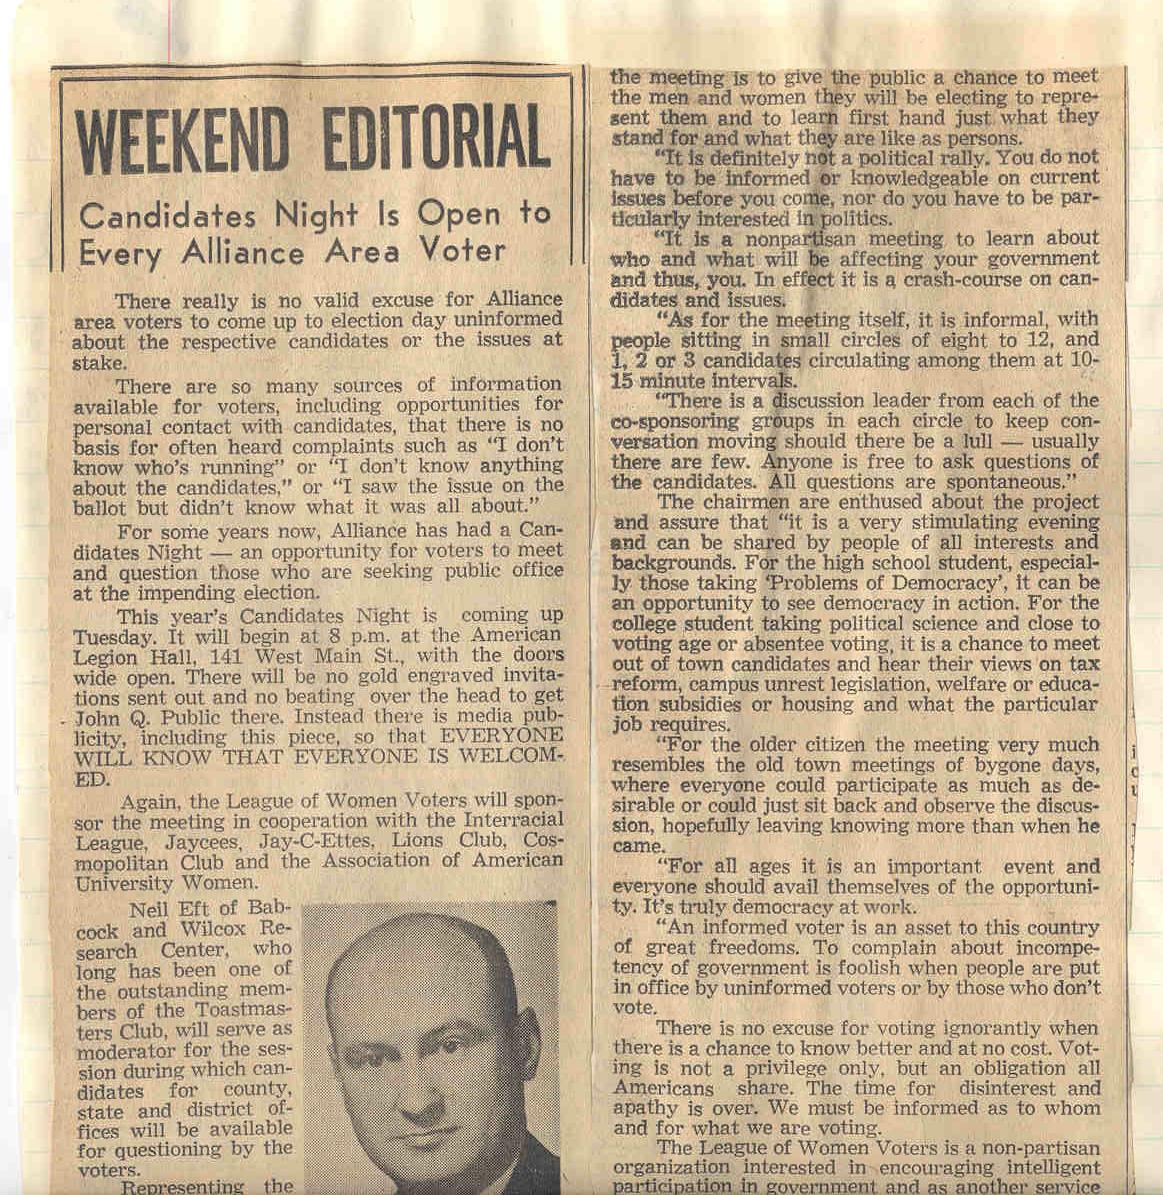 WEEKEND EDITORIAL
Candidates Night Is Open to
Every Alliance Area Voter
There really is no valid excuse for Alliance
area voters to come up to election day uninformed
about the respective candidates or the issues at
stake.
There are so many sources of information
available for voters, including opportunities for
personal contact with candidates, that there is no
basis for often heard complaints such as "I don't
know who's running" or "I don't know anything
about the candidates," or "I saw the issue on the
ballot but didn't know what it was all about."
For some years now, Alliance has had a Can-
didates Night — an opportunity for voters to meet
and question those who are seeking public office
at the impending election.
This year's Candidates Night is coming up
Tuesday. It will begin at 8 p.m. at the American
Legion Hall, 141 West Main St., with the doors
wide open. There will be no gold engraved invita-
tions sent out and no beating over the head to get
John Q. Public there. Instead there is media pub-
licity, including this piece, so that EVERYONE
WILL KNOW THAT EVERYONE IS WELCOM-
ED.
Again, the League of Women Voters will spon-
sor the meeting in cooperation with the Interracial
League, Jaycees, Jay-C-Ettes, Lions Club, Cos-
mopolitan Club and the Association of American
University Women.
Neil Eft of Bab-
cock and Wilcox Re-
search Center, who
long has been one of
the outstanding mem-
bers of the Toastmas-
ters Club, will serve as
moderator for the ses-
sion during which can-
didates for county,
state and district of-
fices will be available
for questioning by the
voters.
Representing the
the meeting is to give the public a chance to meet
the men and women they will be electing to repre-
sent them and to learn first hand just what they
stand for and what they are like as persons.
"It is definitely not a political rally. You do not
have to be informed or knowledgeable on current
issues before you come, nor do you have to be par-
ticularly interested in politics.
"It is a nonpartisan meeting to learn about
who and what will be affecting your government
and thus, you. In effect it is a crash-course on can-
didates and issues.
"As for the meeting itself, it is informal, with
people sitting in small circles of eight to 12, and
1, 2 or 3 candidates circulating among them at 10-
15 minute intervals.
"There is a discussion leader from each of the
co-sponsoring groups in each circle to keep con-
versation moving should there be a lull — usually
there are few. Anyone is free to ask questions of
the candidates. All questions are spontaneous."
The chairmen are enthused about the project
and assure that "it is a very stimulating evening
and can be shared by people of all interests and
backgrounds. For the high school student, especial-
ly those taking 'Problems of Democracy', it can be
an opportunity to see democracy in action. For the
college student taking political science and close to
voting age or absentee voting, it is a chance to meet
out of town candidates and hear their views on tax
reform, campus unrest legislation, welfare or educa-
tion subsidies or housing and what the particular
job requires.
"For the older citizen the meeting very much
resembles the old town meetings of bygone days,
where everyone could participate as much as de-
sirable or could just sit back and observe the discus-
sion, hopefully leaving knowing more than when he
came.
"For all ages it is an important event and
everyone should avail themselves of the opportuni-
ty. It's truly democracy at work.
"An informed voter is an asset to this country
of great freedoms. To complain about incompe-
tency of government is foolish when people are put
in office by uninformed voters or by those who don't
vote.
There is no excuse for voting ignorantly when
there is a chance to know better and at no cost. Vot-
ing is not a privilege only, but an obligation all
Americans share. The time for disinterest and
apathy is over. We must be informed as to whom
and for what we are voting.
The League of Women Voters is a non-partisan
organization interested in encouraging intelligent
participation in government and as another service